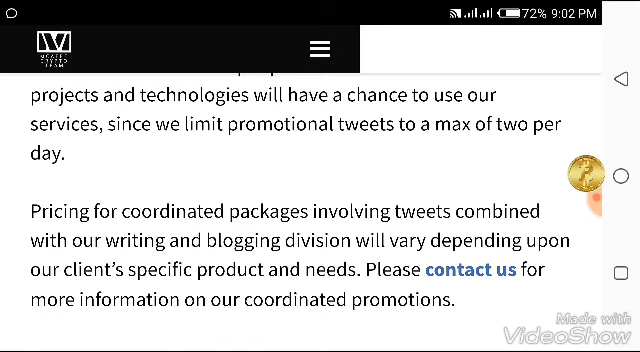 72% 9:02 PM
MCAFEE
CRYPTO
TEAM
projects and technologies will have a chance to use our
services, since we limit promotional tweets to a max of two per
day.
Pricing for coordinated packages involving tweets combined
with our writing and blogging division will vary depending upon
our client's specific product and needs. Please contact us for
more information on our coordinated promotions.
Made with
VideoShow